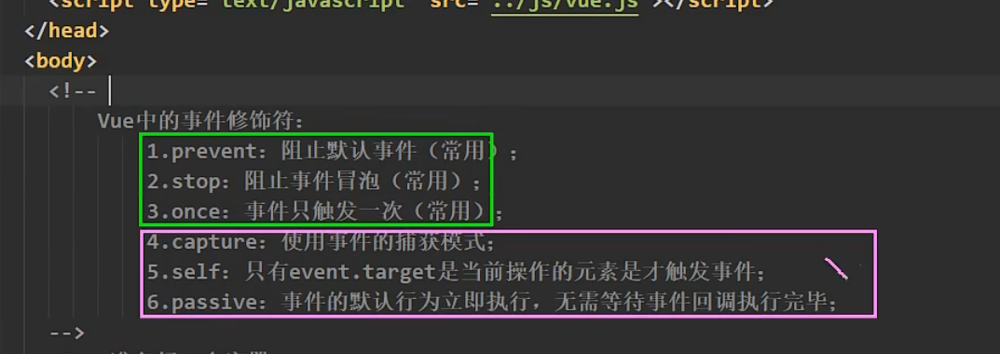 <script type="text/javascript" src="../js/vue.js"></script>
</head>
<body>
<!--
Vue中的事件修饰符:
1.prevent: 阻止默认事件（常用）;
2.stop: 阻止事件冒泡（常用）;
3.once: 事件只触发一次（常用）;
4.capture: 使用事件的捕获模式;
5.self: 只有event.target是当前操作的元素是才触发事件;
6.passive: 事件的默认行为立即执行，无需等待事件回调执行完毕;
-->